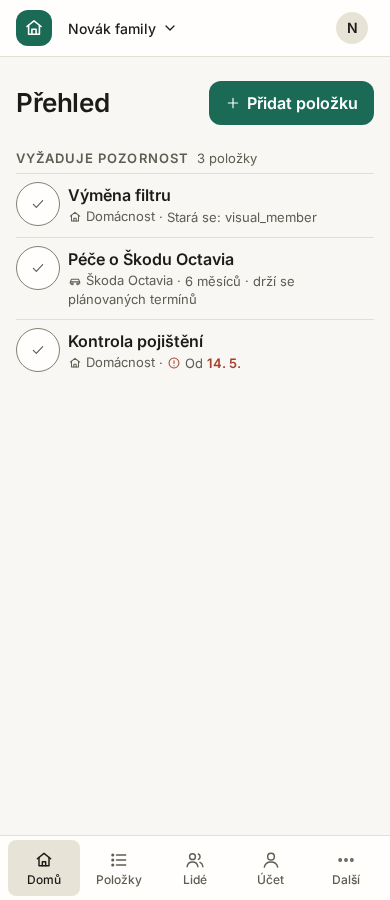 Novák family
N
Přehled
Přidat položku
VYŽADUJE POZORNOST 3 položky
Výměna filtru
Domácnost · Stará se: visual_member
Péče o Škodu Octavia
Škoda Octavia · 6 měsíců · drží se
plánovaných termínů
Kontrola pojištění
Domácnost · Od 14. 5.
Domů
Položky
Lidé
Účet
Další